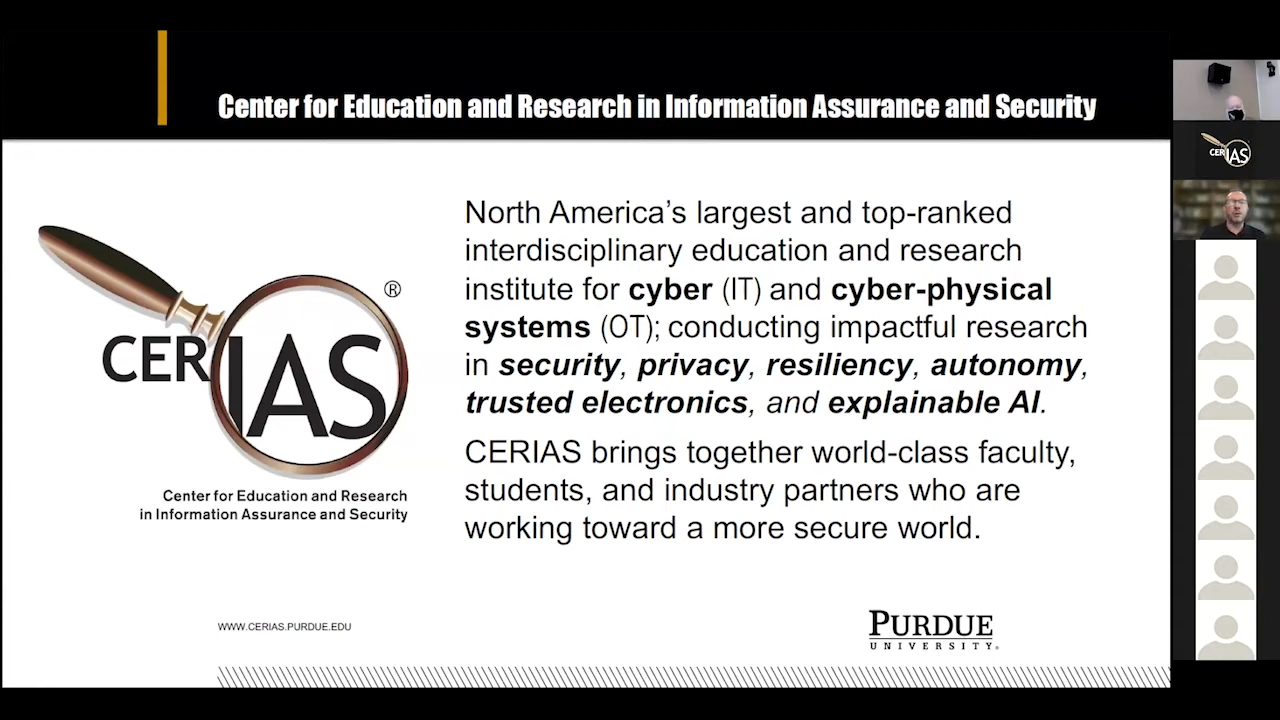 Center for Education and Research in Information Assurance and Security
North America's largest and top-ranked
interdisciplinary education and research
institute for cyber (IT) and cyber-physical
systems (OT); conducting impactful research
in security, privacy, resiliency, autonomy,
trusted electronics, and explainable AI.
CERIAS brings together world-class faculty,
students, and industry partners who are
working toward a more secure world.
CERIAS
®
Center for Education and Research
in Information Assurance and Security
WWW.CERIAS.PURDUE.EDU
PURDUE
UNIVERSITY®
CERIAS